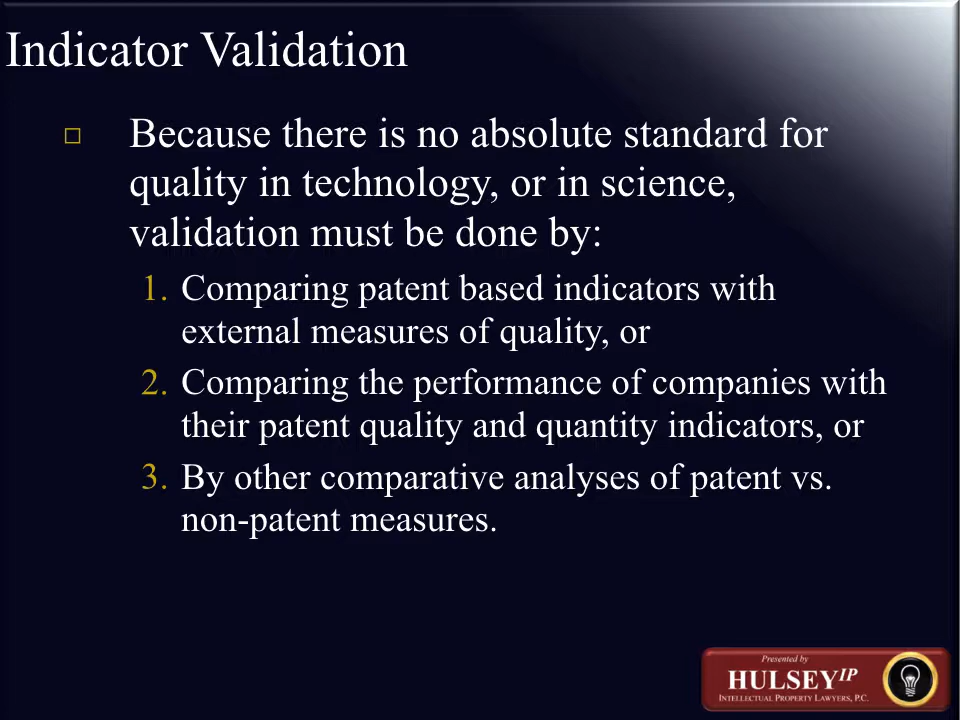 Indicator Validation
Because there is no absolute standard for
quality in technology, or in science,
validation must be done by:
1. Comparing patent based indicators with
external measures of quality, or
2. Comparing the performance of companies with
their patent quality and quantity indicators, or
3. By other comparative analyses of patent vs.
non-patent measures.
Presented by
HULSEY IP
INTELLECTUAL PROPERTY LAWYERS, P.C.